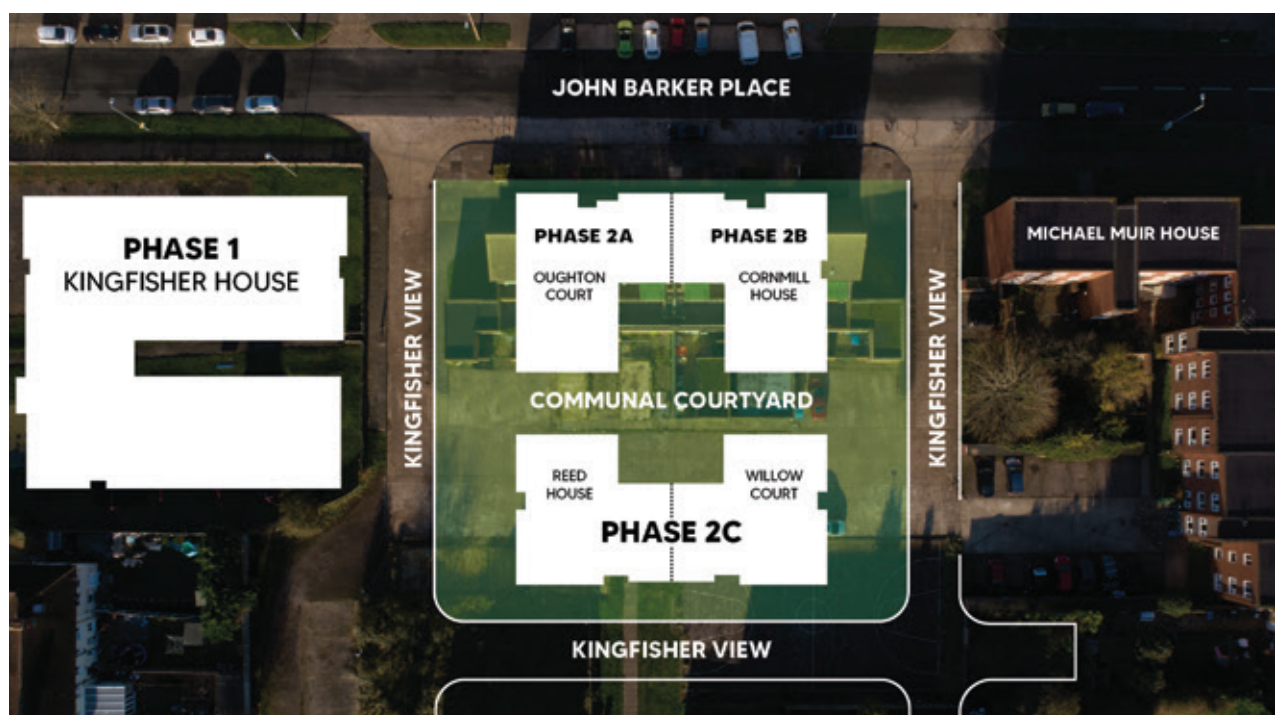 JOHN BARKER PLACE
PHASE 1
KINGFISHER HOUSE
KINGFISHER VIEW
PHASE 2A
OUGHTON
COURT
PHASE 2B
CORNMILL
HOUSE
KINGFISHER VIEW
MICHAEL MUIR HOUSE
COMMUNAL COURTYARD
REED
HOUSE
WILLOW
COURT
PHASE 2C
KINGFISHER VIEW